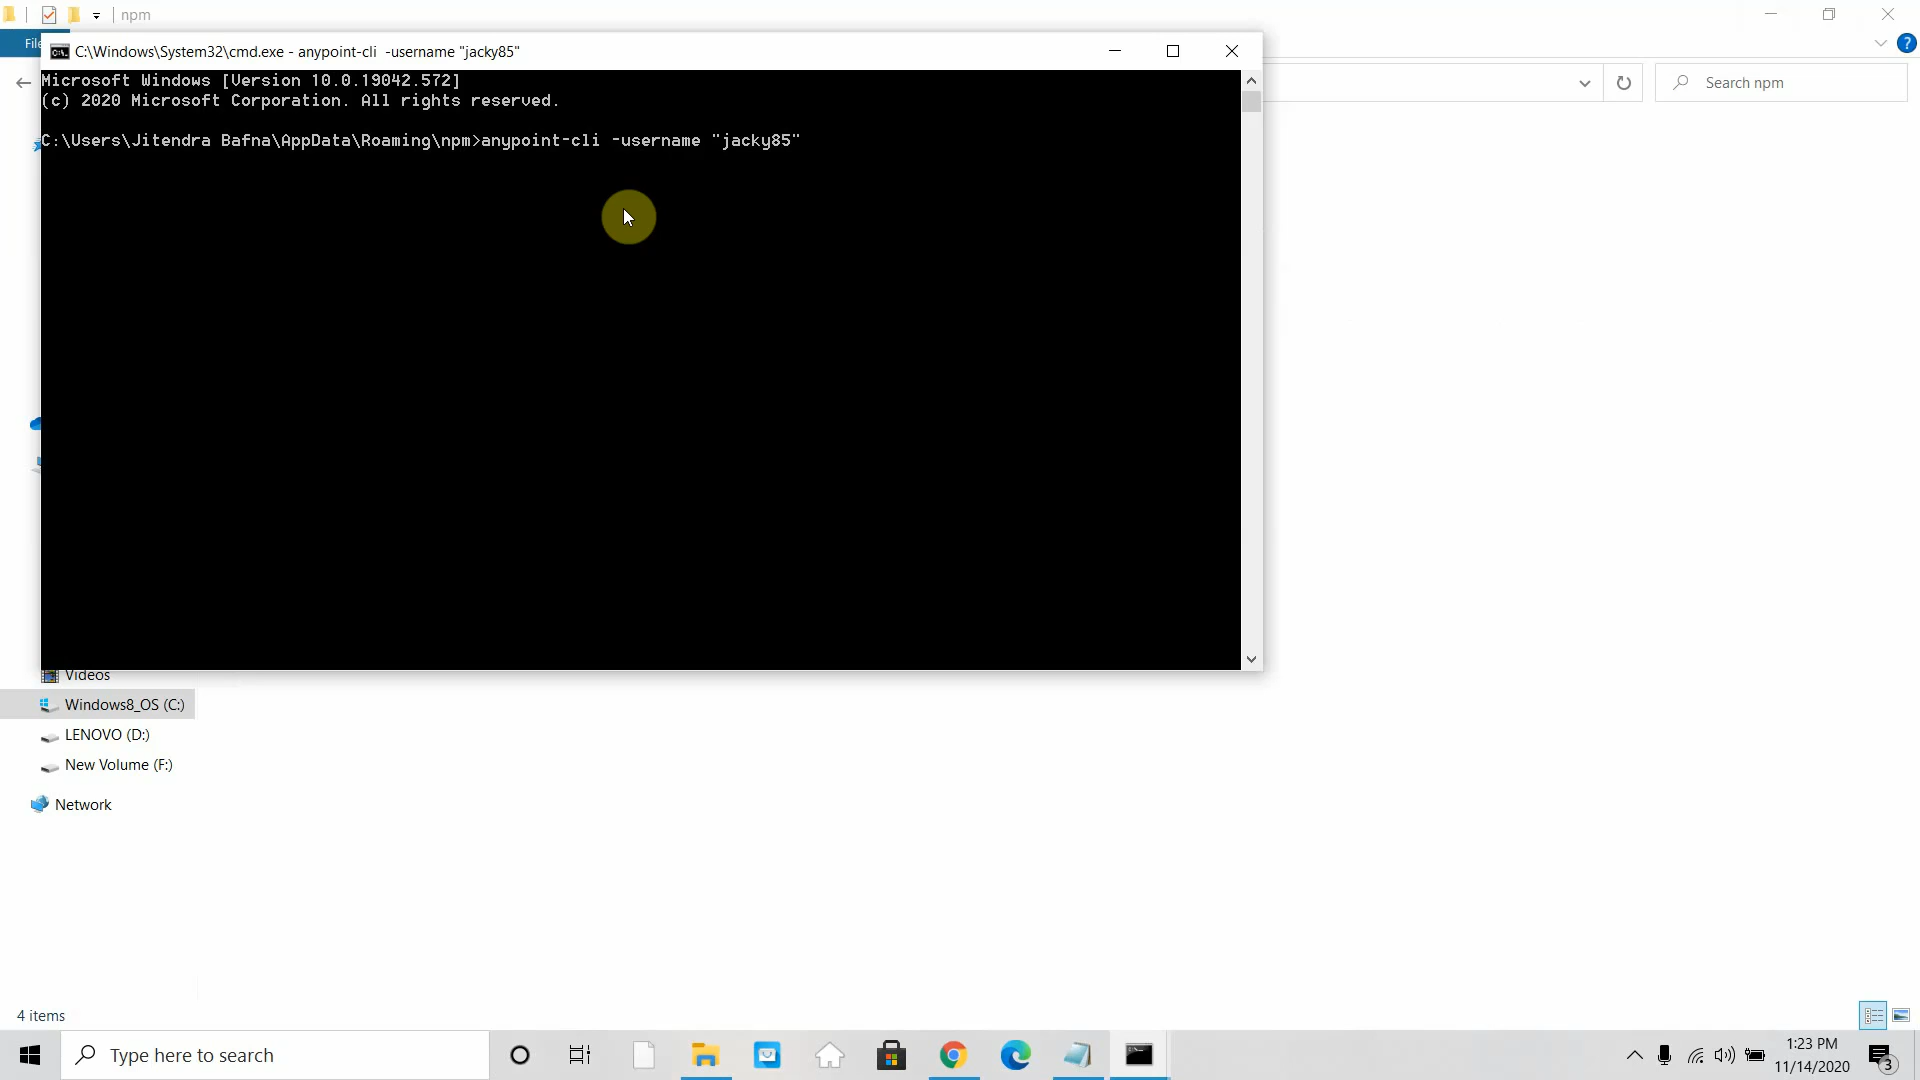 npm
File
C:\Windows\System32\cmd.exe - anypoint-cli  -username "jacky85"
Microsoft Windows [Version 10.0.19042.572]
(c) 2020 Microsoft Corporation. All rights reserved.
Search npm
C:\Users\Jitendra Bafna\AppData\Roaming\npm>anypoint-cli -username "jacky85"
Videos
Windows8_OS (C:)
LENOVO (D:)
New Volume (F:)
Network
4 items
Type here to search
1:23 PM
11/14/2020
3